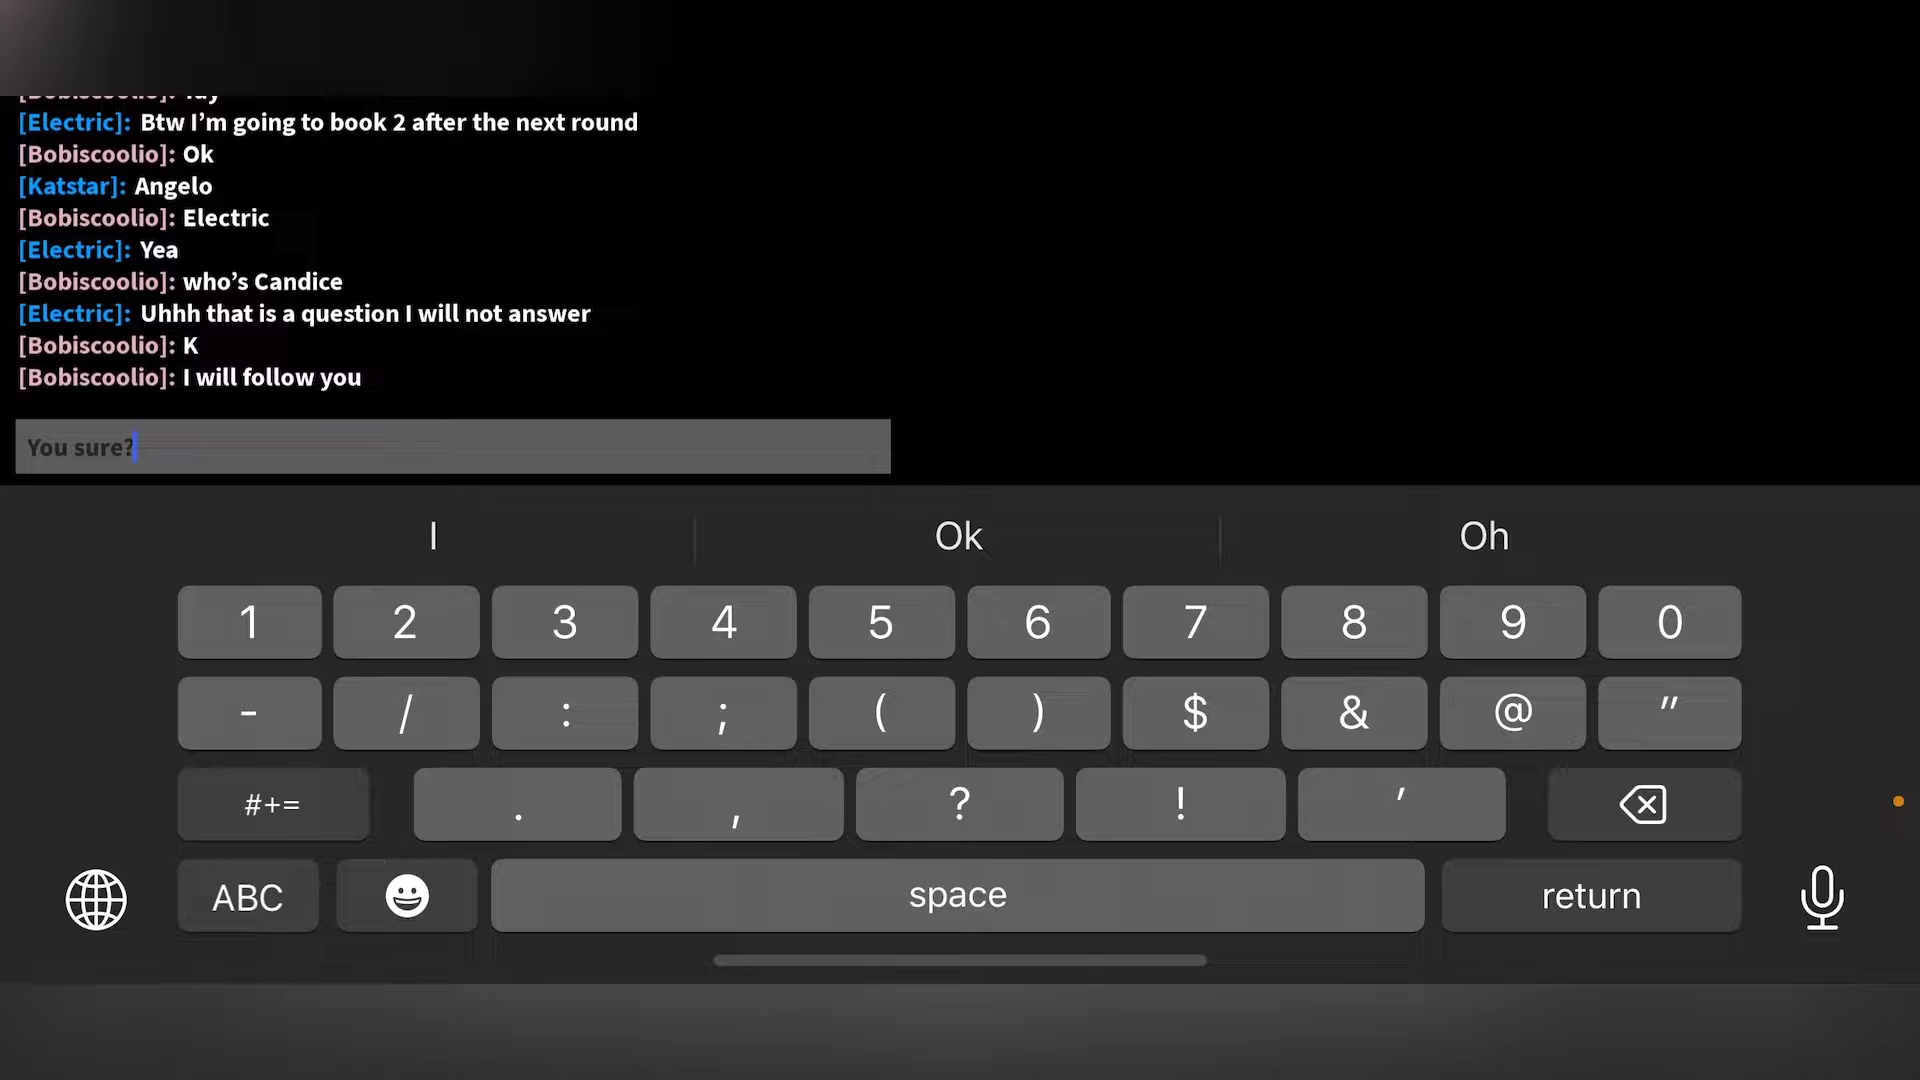 [Bobiscoolio]:
[Electric]: Btw I’m going to book 2 after the next round
[Bobiscoolio]: Ok
[Katstar]: Angelo
[Bobiscoolio]: Electric
[Electric]: Yea
[Bobiscoolio]: who’s Candice
[Electric]: Uhhh that is a question I will not answer
[Bobiscoolio]: K
[Bobiscoolio]: I will follow you
You sure?
I Ok Oh
1 2 3 4 5 6 7 8 9 0
- / : ; ( ) $ & @ "
#+= . , ? ! ’
ABC space return